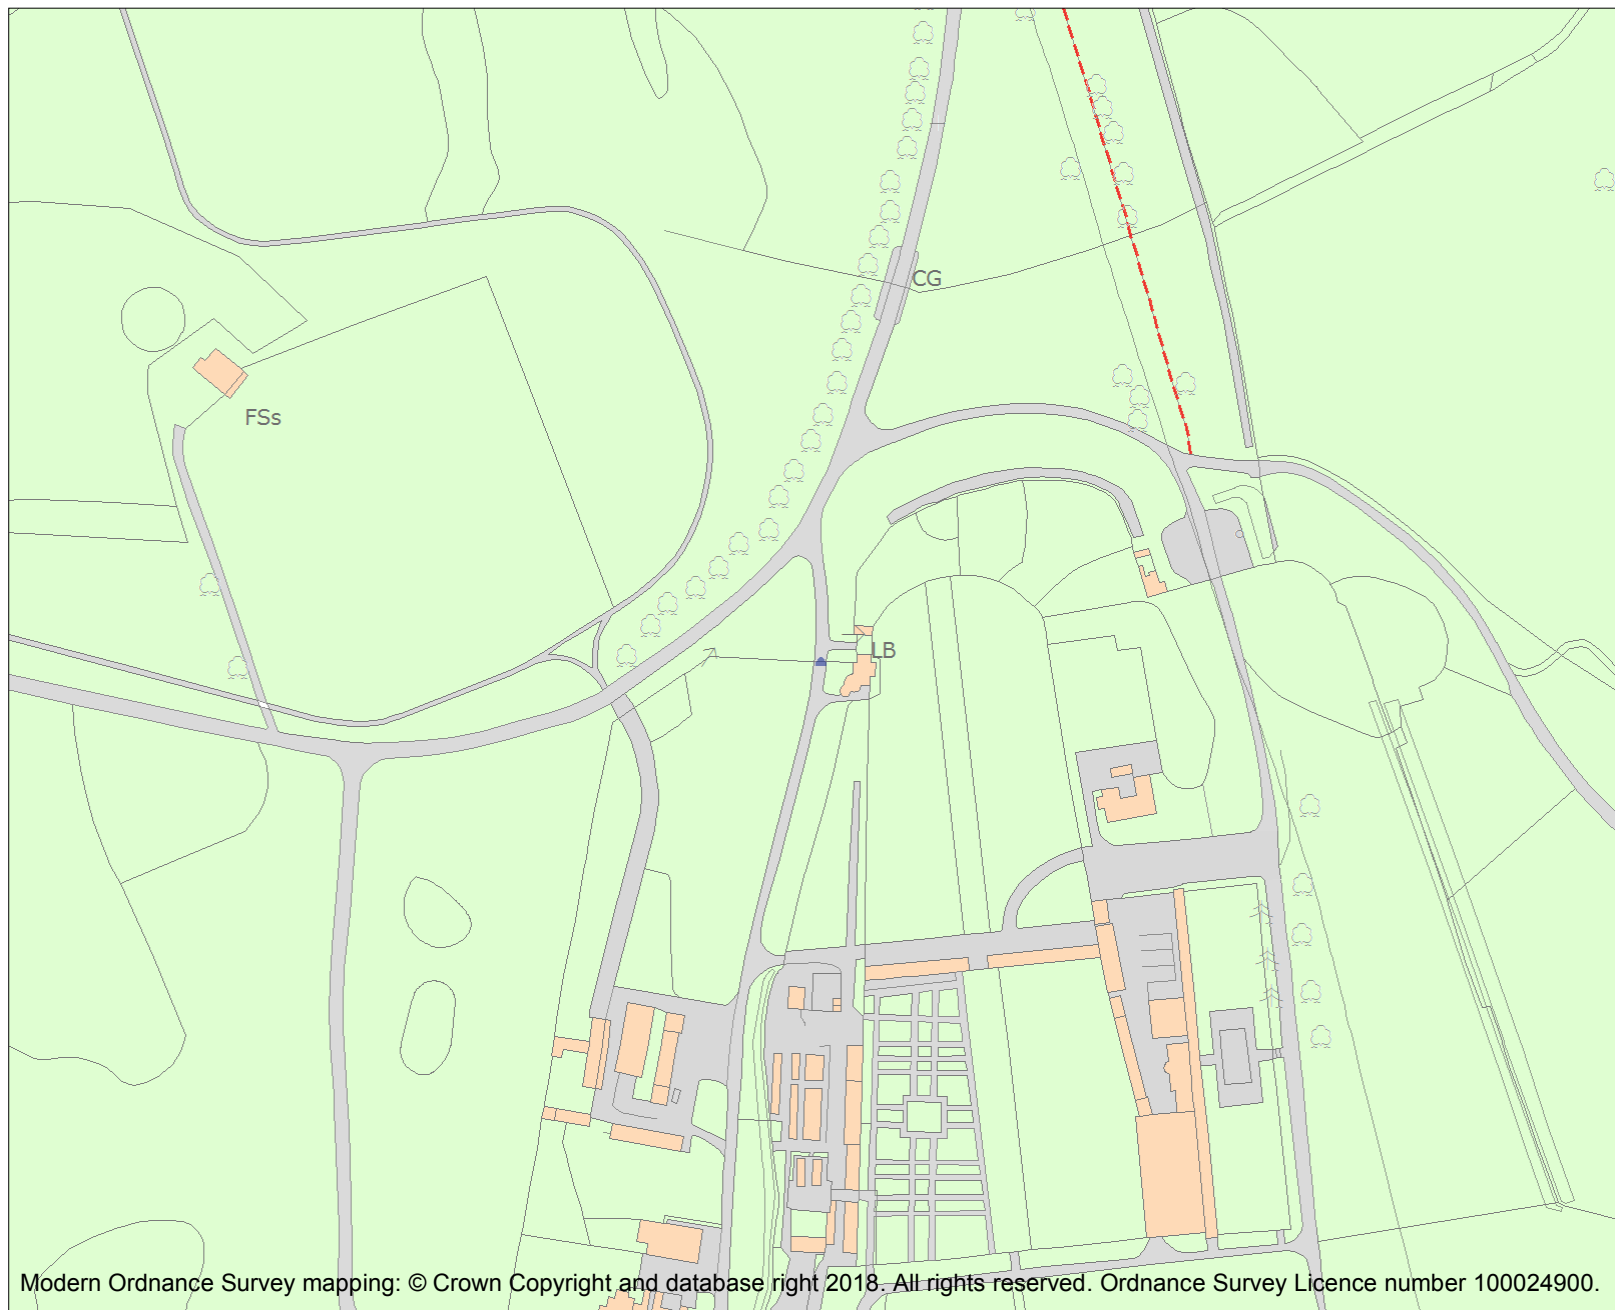 CG
FSs
LB
Modern Ordnance Survey mapping: © Crown Copyright and database right 2018. All rights reserved. Ordnance Survey Licence number 100024900.